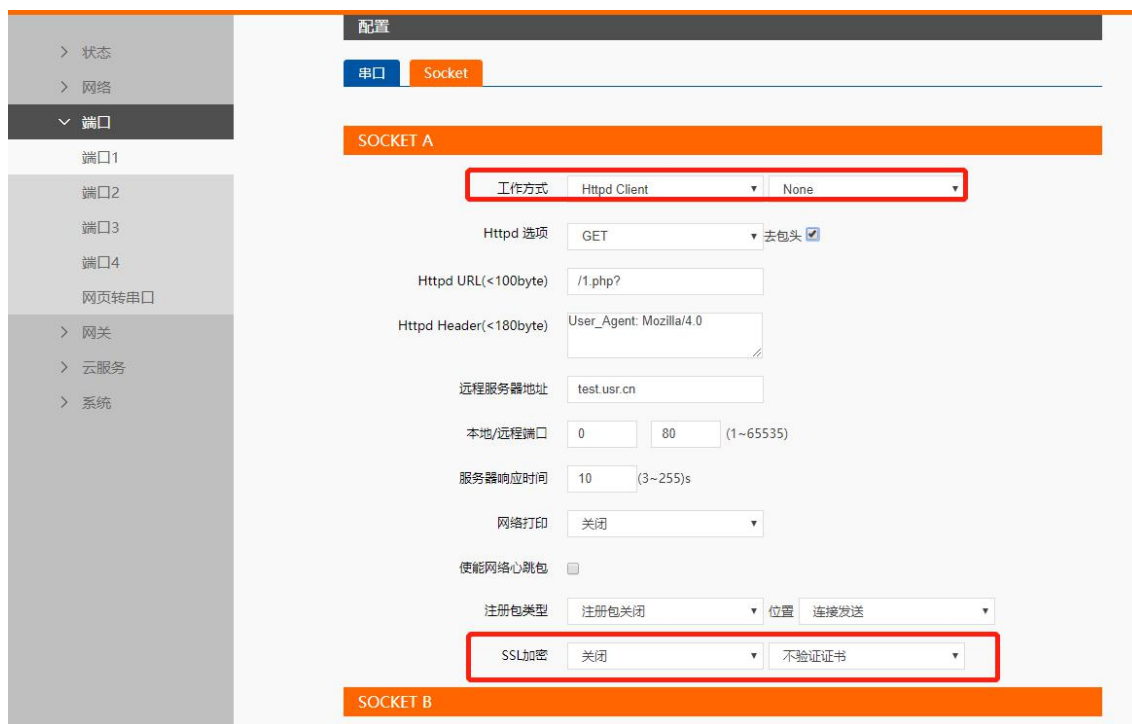 配置
状态
网络
端口
端口1
端口2
端口3
端口4
网页转串口
网关
云服务
系统
串口 Socket
SOCKET A
工作方式 Httpd Client None
Httpd 选项 GET 去包头
Httpd URL(<100byte) /1.php?
Httpd Header(<180byte) User_Agent: Mozilla/4.0
远程服务器地址 test.usr.cn
本地/远程端口 0 80 (1~65535)
服务器响应时间 10 (3~255)s
网络打印 关闭
使能网络心跳包
注册包类型 注册包关闭 位置 连接发送
SSL加密 关闭 不验证证书
SOCKET B